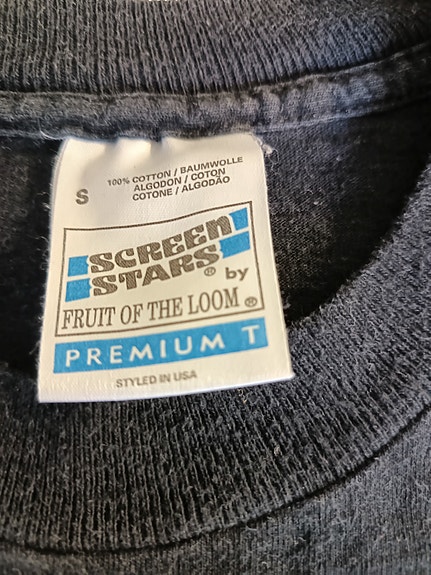 S
100% COTTON / BAUMWOLLE
ALGODON / COTON
COTONE / ALGODÃO
SCREEN
STARS® by
FRUIT OF THE LOOM®
PREMIUM T
STYLED IN USA